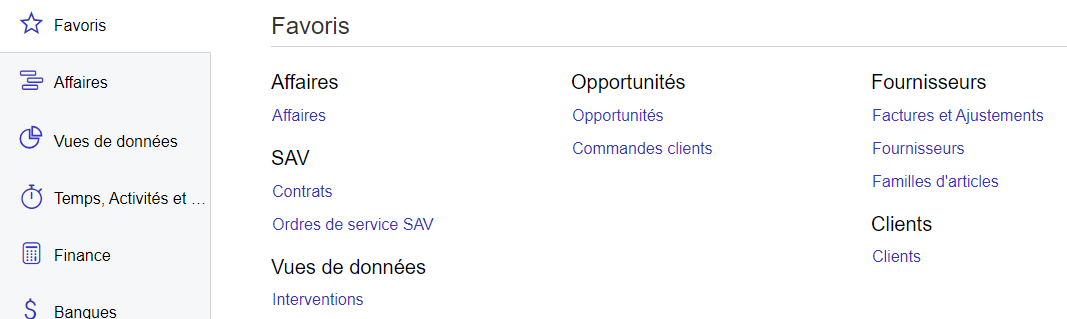 Favoris
Affaires
Vues de données
Temps, Activités et ...
Finance
Banques
Favoris
Affaires
Affaires
SAV
Contrats
Ordres de service SAV
Vues de données
Interventions
Opportunités
Opportunités
Commandes clients
Fournisseurs
Factures et Ajustements
Fournisseurs
Familles d'articles
Clients
Clients